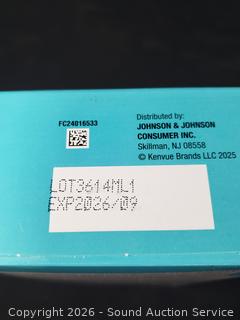 FC24016533
Distributed by:
JOHNSON & JOHNSON
CONSUMER INC.
Skillman, NJ 08558
© Kenvue Brands LLC 2025
LOT3614ML1
EXP2026/09
Copyright 2026 - Sound Auction Service